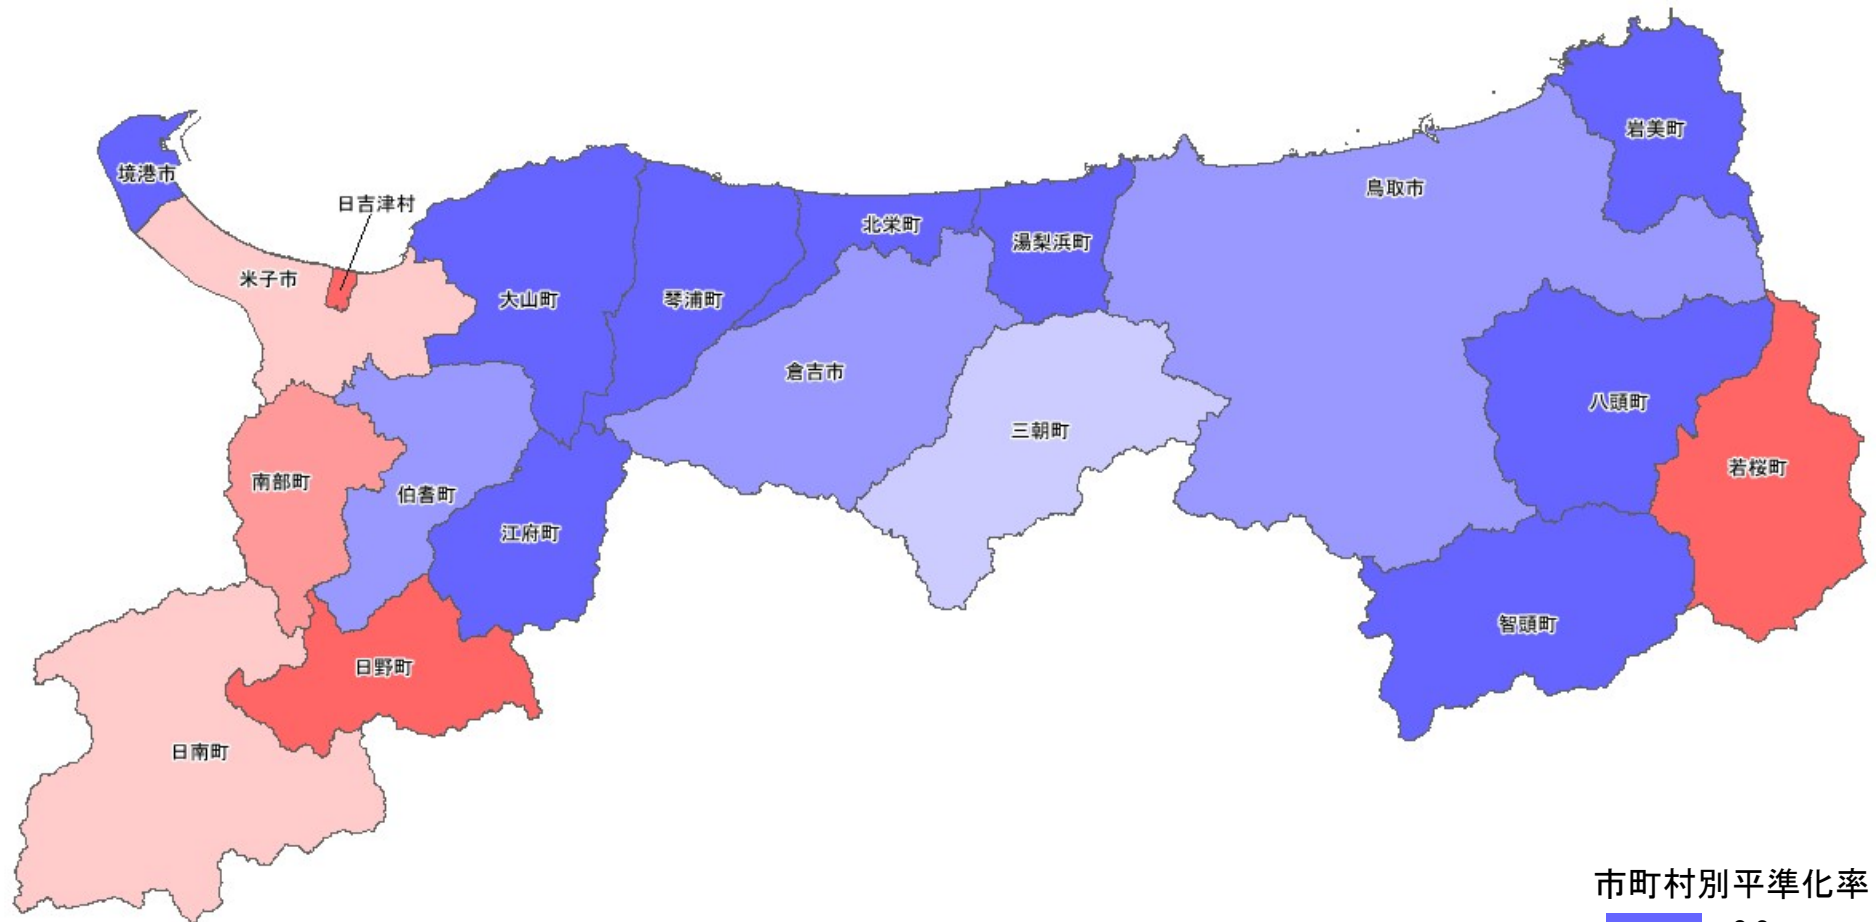 岩美町
境港市
鳥取市
日吉津村
北栄町
湯梨浜町
米子市
大山町
琴浦町
倉吉市
八頭町
三朝町
若桜町
南部町
伯耆町
江府町
智頭町
日野町
日南町
市町村別平準化率